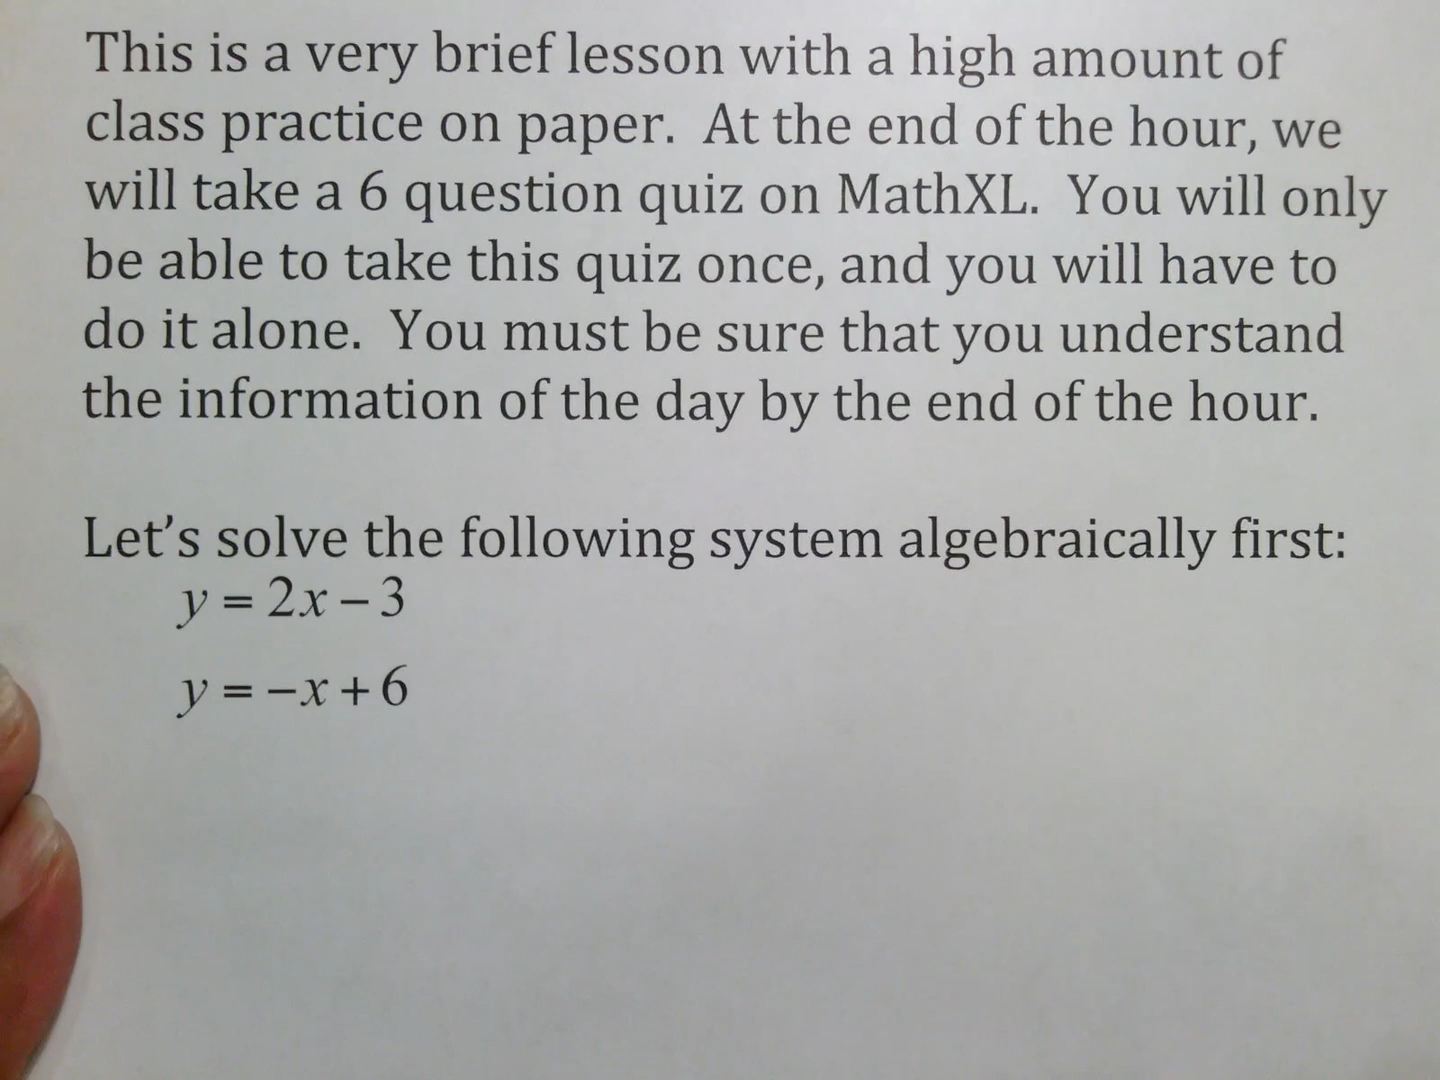 This is a very brief lesson with a high amount of
class practice on paper.  At the end of the hour, we
will take a 6 question quiz on MathXL.  You will only
be able to take this quiz once, and you will have to
do it alone.  You must be sure that you understand
the information of the day by the end of the hour.
Let’s solve the following system algebraically first:
y = 2x − 3
y = −x + 6